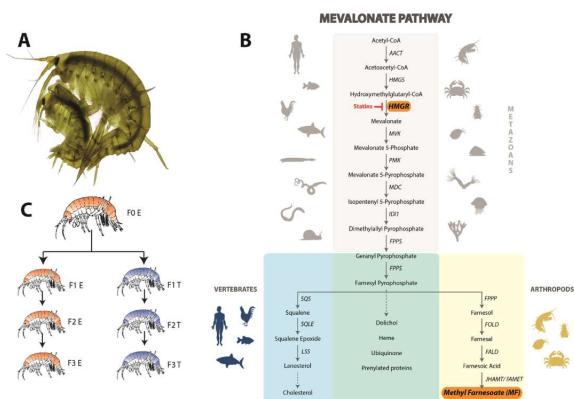 MEVALONATE PATHWAY
A
B
Acetyl-CoA
AACT
Acetoacetyl-CoA
HMGS
Hydroxymethylglutaryl-CoA
Statins HMGR
Mevalonate
MVK
Mevalonate 5-Phosphate
PMK
Mevalonate 5-Pyrophosphate
MDC
Isopentenyl 5-Pyrophosphate
IDI1
Dimethylallyl Pyrophosphate
FPPS
Geranyl Pyrophosphate
FPPS
Farnesyl Pyrophosphate
METAZOANS
C
F0 E
F1 E
F1 T
F2 E
F2 T
F3 E
F3 T
VERTEBRATES
SQS
Squalene
SQLE
Squalene Epoxide
LSS
Lanosterol
Cholesterol
Dolichol
Heme
Ubiquinone
Prenylated proteins
FPPP
Farnesol
FOLD
Farnesal
FALD
Farnesoic Acid
JHAMT/ FAMET
Methyl Farnesoate (MF)
ARTHROPODS